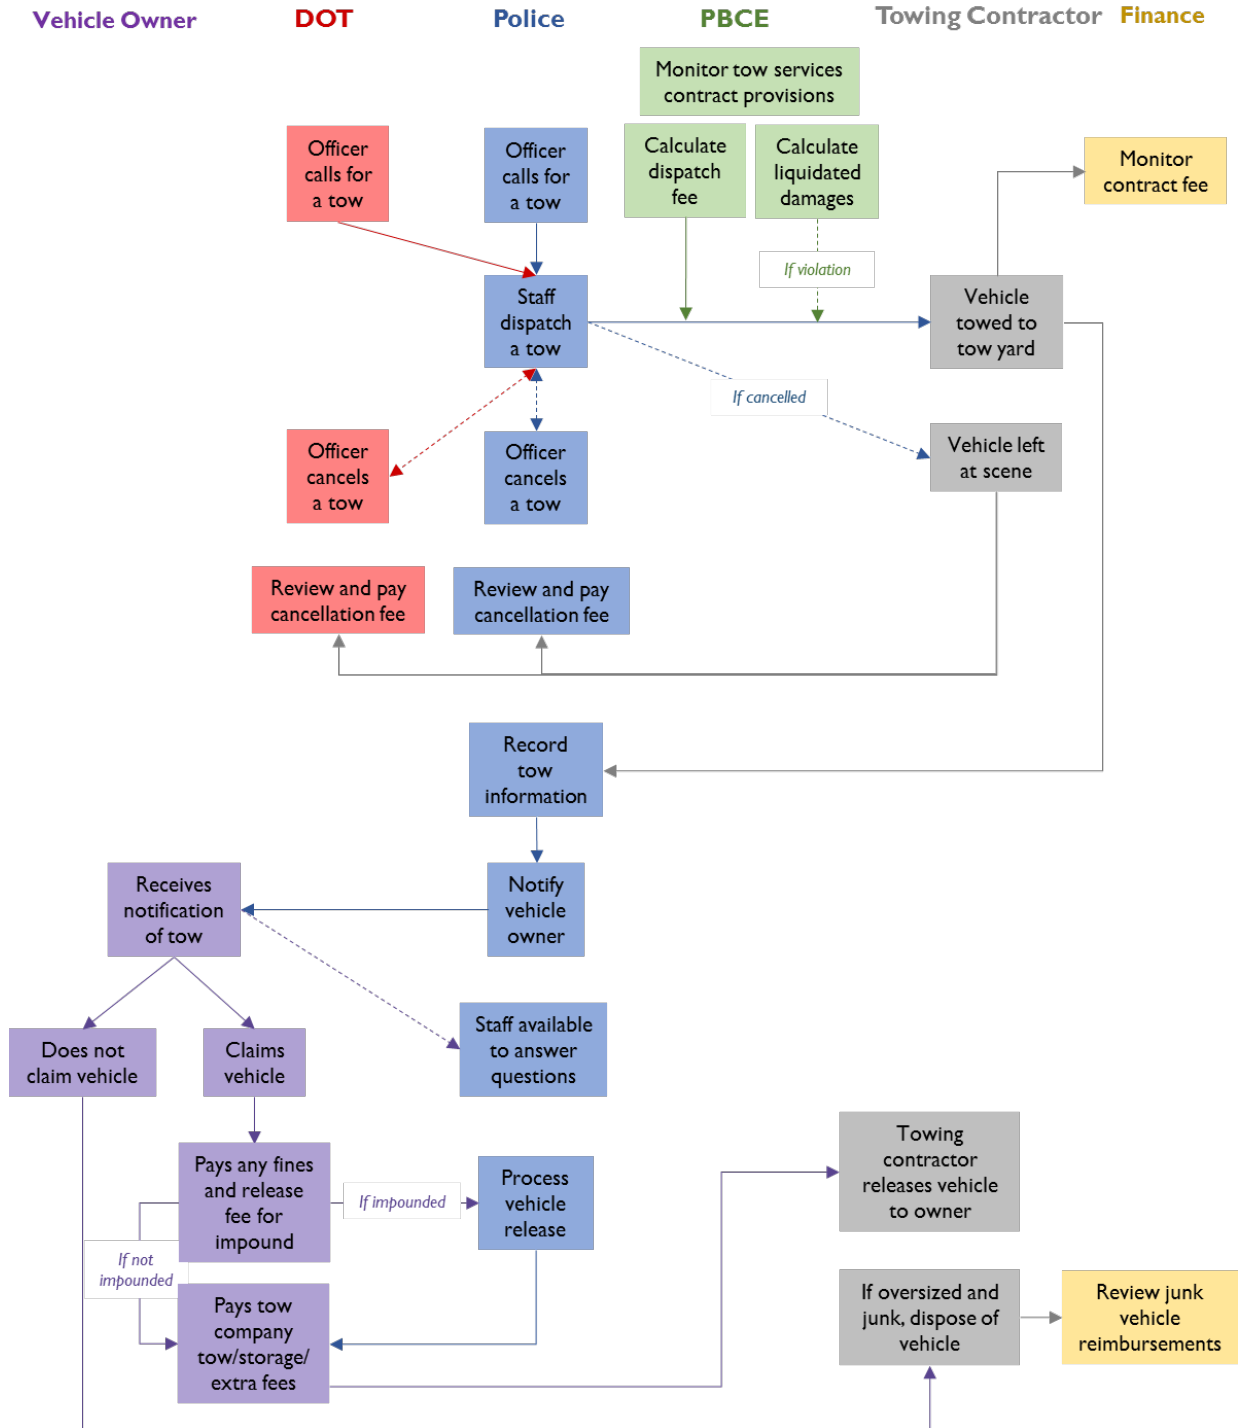 Vehicle Owner
DOT
Police
PBCE
Towing Contractor
Finance
Monitor tow services
contract provisions
Officer
calls for
a tow
Officer
calls for
a tow
Calculate
dispatch
fee
Calculate
liquidated
damages
Monitor
contract fee
If violation
Staff
dispatch
a tow
Vehicle
towed to
tow yard
If cancelled
Officer
cancels
a tow
Officer
cancels
a tow
Vehicle left
at scene
Review and pay
cancellation fee
Review and pay
cancellation fee
Record
tow
information
Receives
notification
of tow
Notify
vehicle
owner
Staff available
to answer
questions
Does not
claim vehicle
Claims
vehicle
Pays any fines
and release
fee for
impound
If impounded
Process
vehicle
release
Towing
contractor
releases vehicle
to owner
If not
impounded
Pays tow
company
tow/storage/
extra fees
If oversized and
junk, dispose of
vehicle
Review junk
vehicle
reimbursements